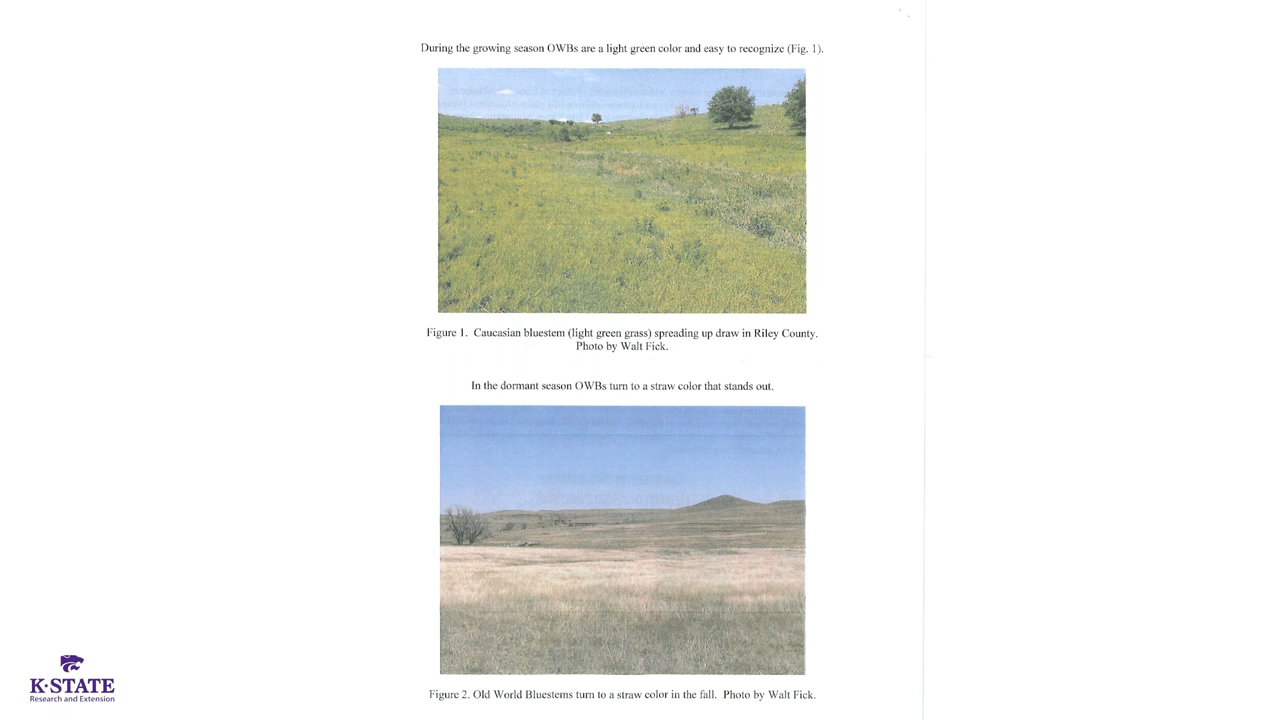 During the growing season OWBs are a light green color and easy to recognize (Fig. 1).
Figure 1. Caucasian bluestem (light green grass) spreading up draw in Riley County.
Photo by Walt Fick.
In the dormant season OWBs turn to a straw color that stands out.
Figure 2. Old World Bluestems turn to a straw color in the fall. Photo by Walt Fick.
K-STATE
Research and Extension